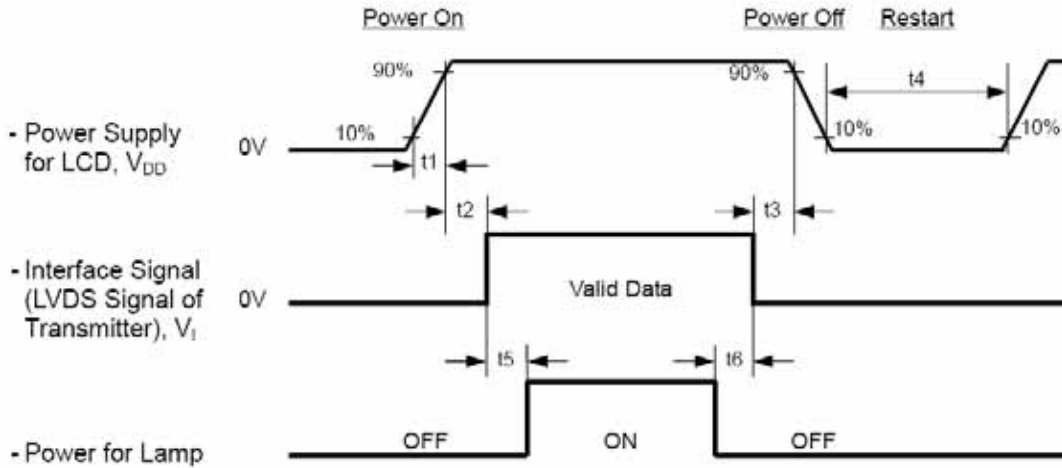 Power On
Power Off
Restart
90%
90%
t4
10%
10%
10%
- Power Supply
for LCD, VDD
0V
t1
t2
t3
- Interface Signal
(LVDS Signal of
Transmitter), VI
0V
Valid Data
t5
t6
- Power for Lamp
OFF
ON
OFF